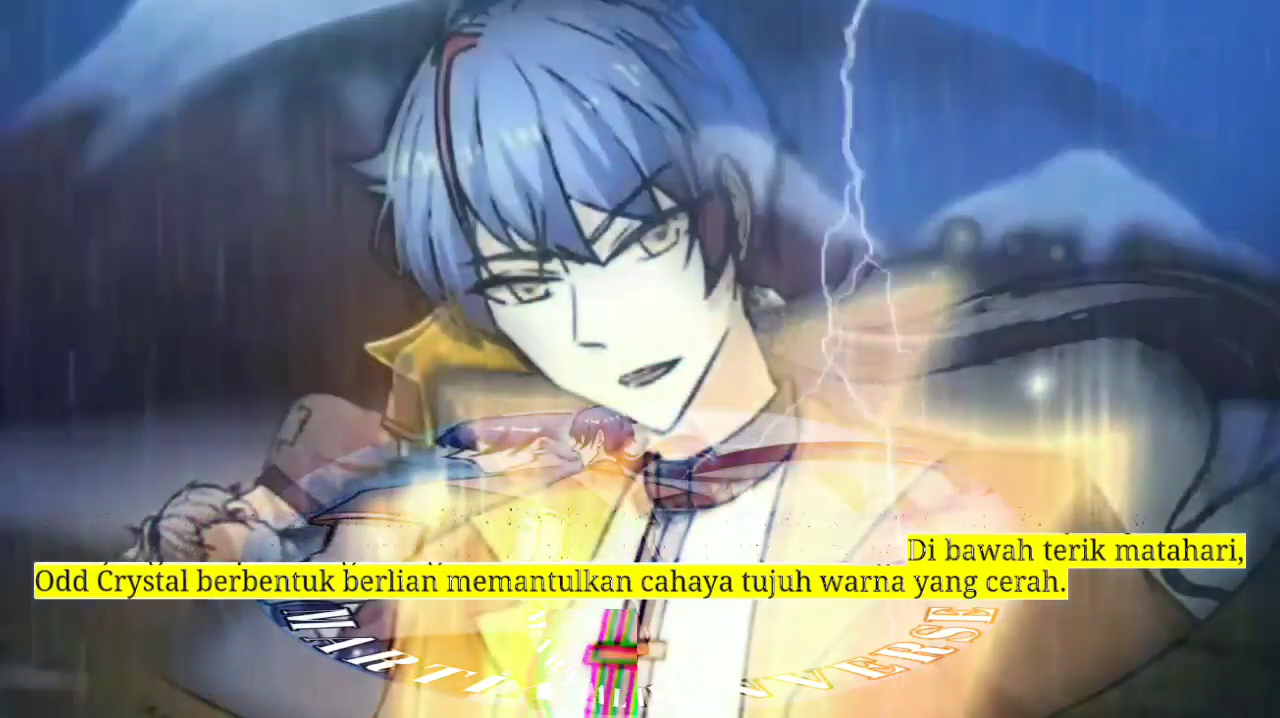 Di bawah terik matahari,
Odd Crystal berbentuk berlian memantulkan cahaya tujuh warna yang cerah.